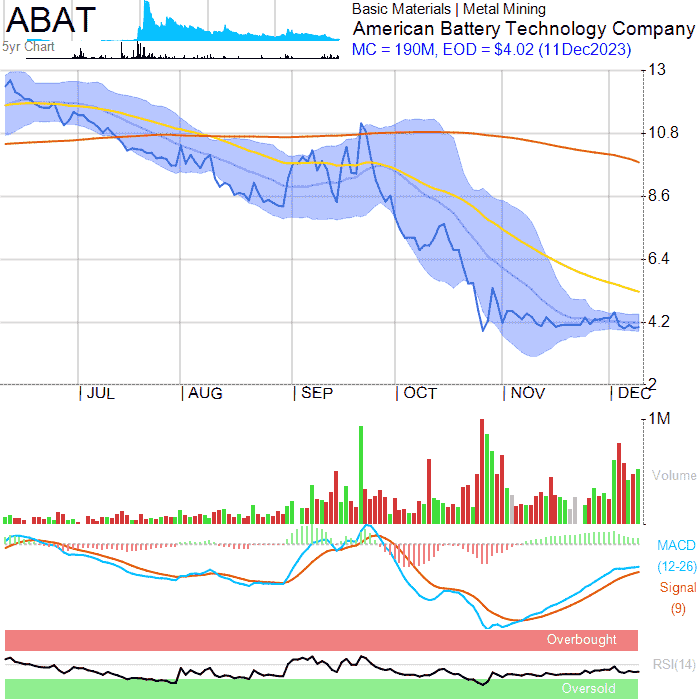 ABAT
5yr Chart
Basic Materials | Metal Mining
American Battery Technology Company
MC = 190M, EOD = $4.02 (11Dec2023)
13
10.8
8.6
6.4
4.2
2
| JUL
| AUG
| SEP
| OCT
| NOV
| DEC
1M
Volume
MACD
(12-26)
Signal
(9)
Overbought
RSI(14)
Oversold